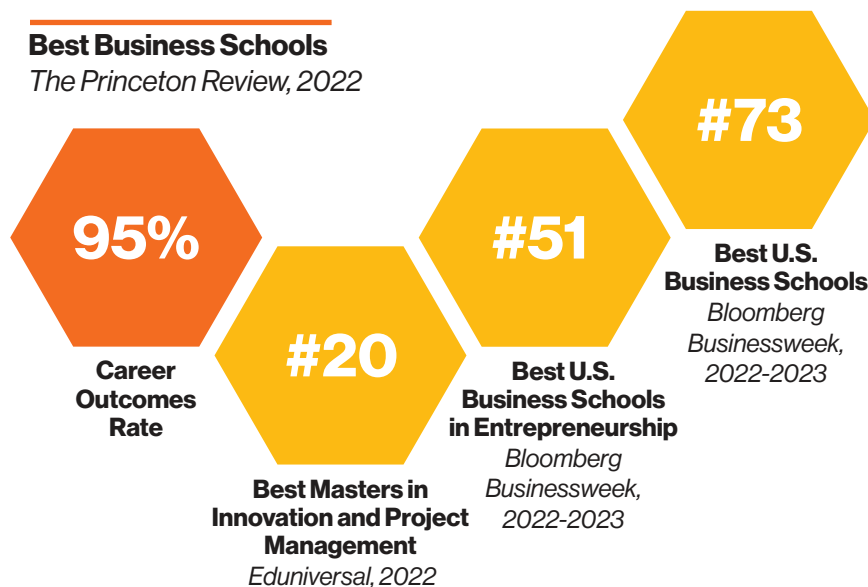 Best Business Schools
The Princeton Review, 2022
95%
Career
Outcomes
Rate
#20
Best Masters in
Innovation and Project
Management
Eduniversal, 2022
#51
Best U.S.
Business Schools
in Entrepreneurship
Bloomberg
Businessweek,
2022-2023
#73
Best U.S.
Business Schools
Bloomberg
Businessweek,
2022-2023